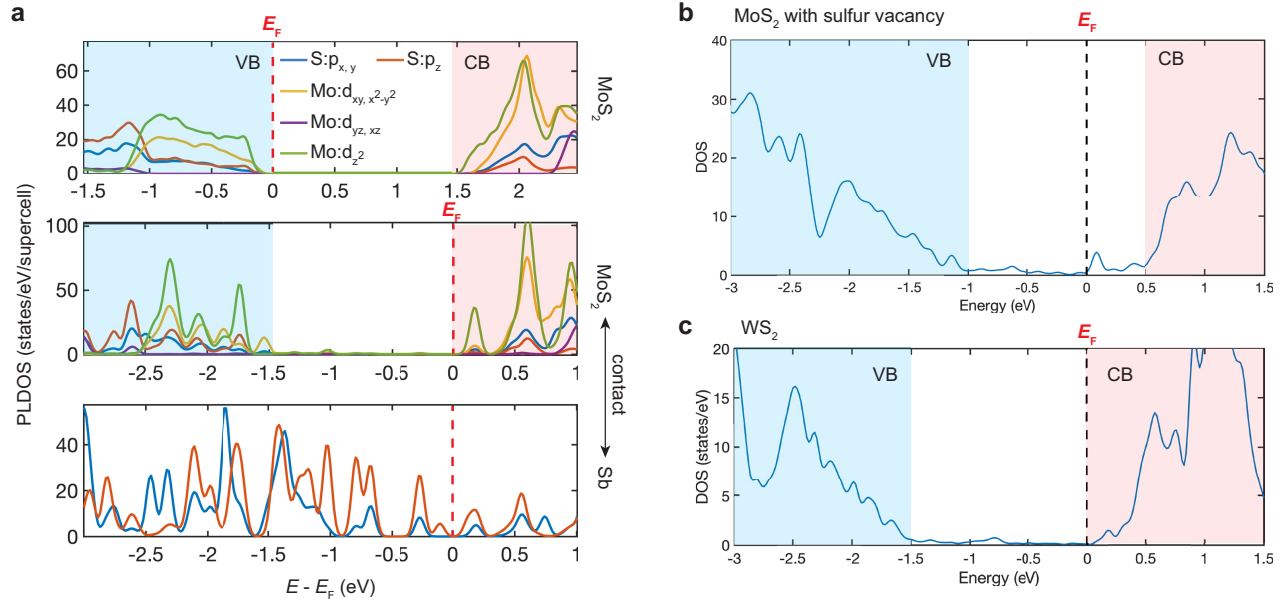 a
E_F
VB
CB
S:p_x, y
S:p_z
Mo:d_xy, x²-y²
Mo:d_yz, xz
Mo:d_z²
60
40
20
0
-1.5 -1 -0.5 0 0.5 1 1.5 2
MoS₂
E_F
100
50
0
-2.5 -2 -1.5 -1 -0.5 0 0.5 1
MoS₂
contact
Sb
40
20
0
-2.5 -2 -1.5 -1 -0.5 0 0.5 1
PLDOS (states/eV/supercell)
E - E_F (eV)
b MoS₂ with sulfur vacancy
E_F
VB
CB
40
30
20
10
0
DOS
-3 -2.5 -2 -1.5 -1 -0.5 0 0.5 1 1.5
Energy (eV)
c WS₂
E_F
VB
CB
20
15
10
5
0
DOS (states/eV)
-3 -2.5 -2 -1.5 -1 -0.5 0 0.5 1 1.5
Energy (eV)